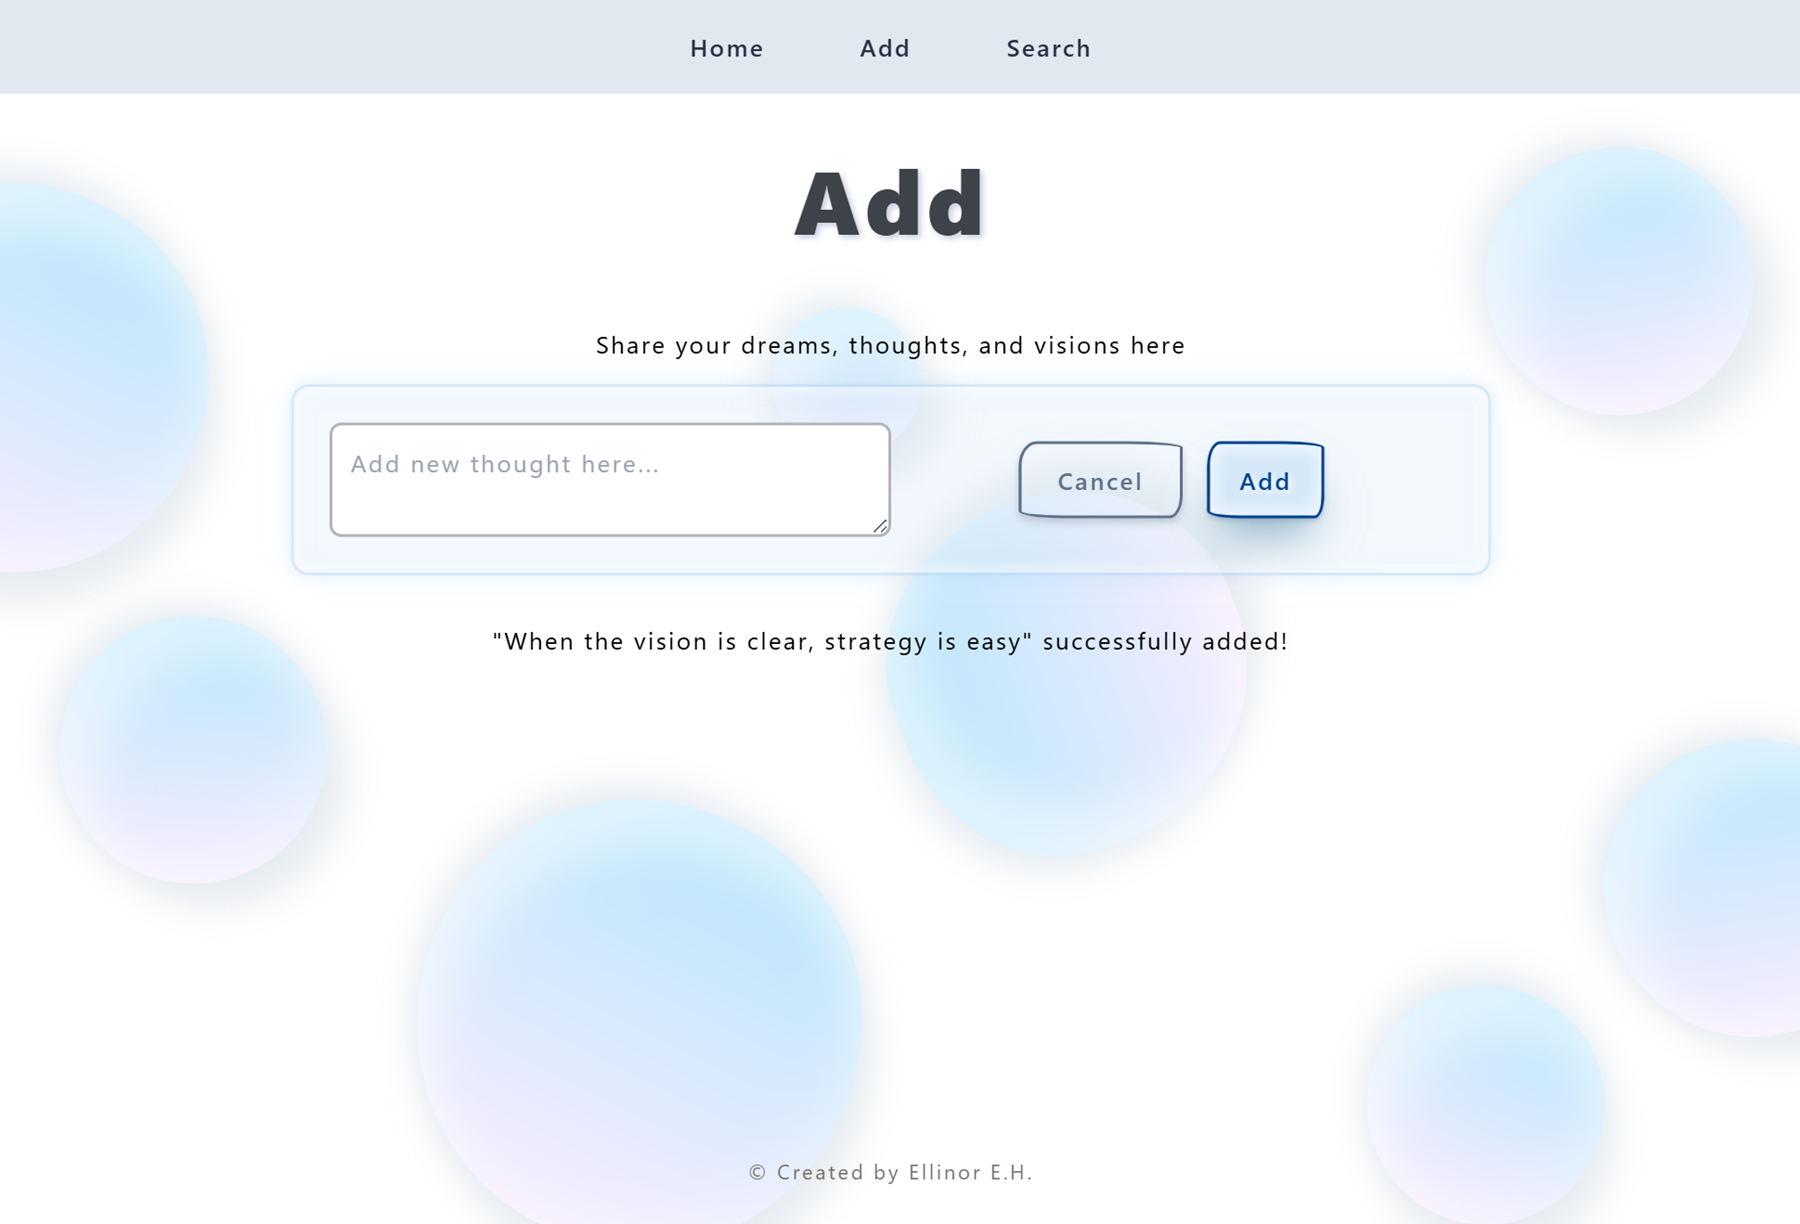 Home Add Search
Add
Share your dreams, thoughts, and visions here
Add new thought here...
Cancel Add
"When the vision is clear, strategy is easy" successfully added!
© Created by Ellinor E.H.